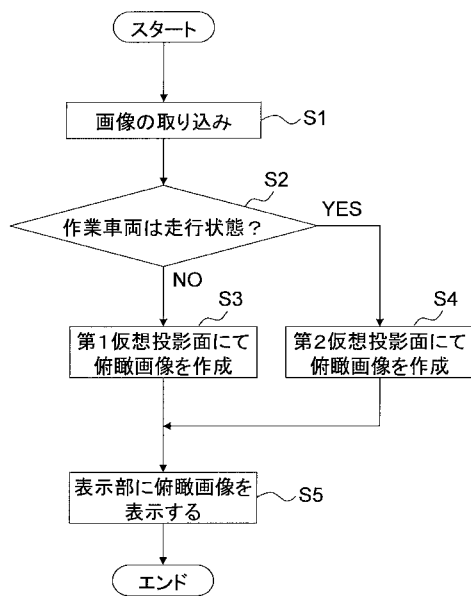 スタート
画像の取り込み
S1
S2
作業車両は走行状態？
YES
NO
S3
第1仮想投影面にて
俯瞰画像を作成
S4
第2仮想投影面にて
俯瞰画像を作成
表示部に俯瞰画像を
表示する
S5
エンド